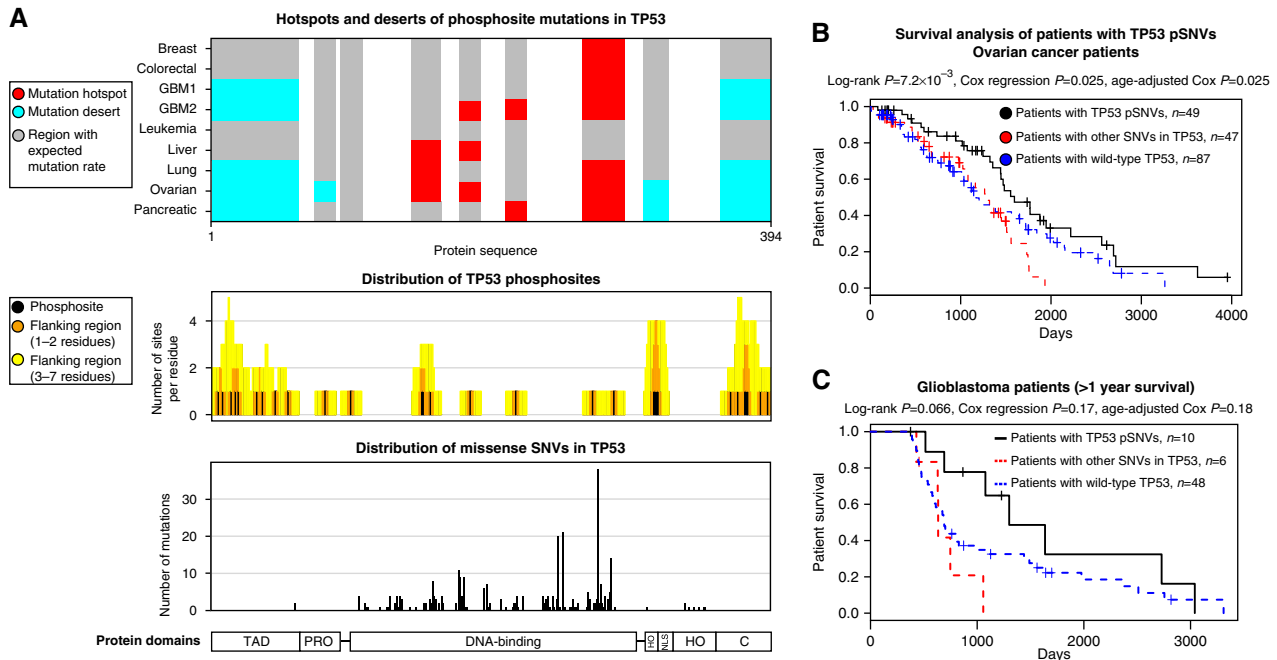 A
Hotspots and deserts of phosphosite mutations in TP53
Mutation hotspot
Mutation desert
Region with
expected
mutation rate
Breast
Colorectal
GBM1
GBM2
Leukemia
Liver
Lung
Ovarian
Pancreatic
1
394
Protein sequence
Distribution of TP53 phosphosites
Phosphosite
Flanking region
(1–2 residues)
Flanking region
(3–7 residues)
Number of sites
per residue
4
2
0
Distribution of missense SNVs in TP53
Number of mutations
30
20
10
0
Protein domains
TAD
PRO
DNA-binding
HO
NLS
HO
C
B
Survival analysis of patients with TP53 pSNVs
Ovarian cancer patients
Log-rank P=7.2×10⁻³, Cox regression P=0.025, age-adjusted Cox P=0.025
Patients with TP53 pSNVs, n=49
Patients with other SNVs in TP53, n=47
Patients with wild-type TP53, n=87
Patient survival
1.0
0.8
0.6
0.4
0.2
0.0
0 1000 2000 3000 4000
Days
C
Glioblastoma patients (>1 year survival)
Log-rank P=0.066, Cox regression P=0.17, age-adjusted Cox P=0.18
Patients with TP53 pSNVs, n=10
Patients with other SNVs in TP53, n=6
Patients with wild-type TP53, n=48
Patient survival
1.0
0.8
0.6
0.4
0.2
0.0
0 1000 2000 3000
Days